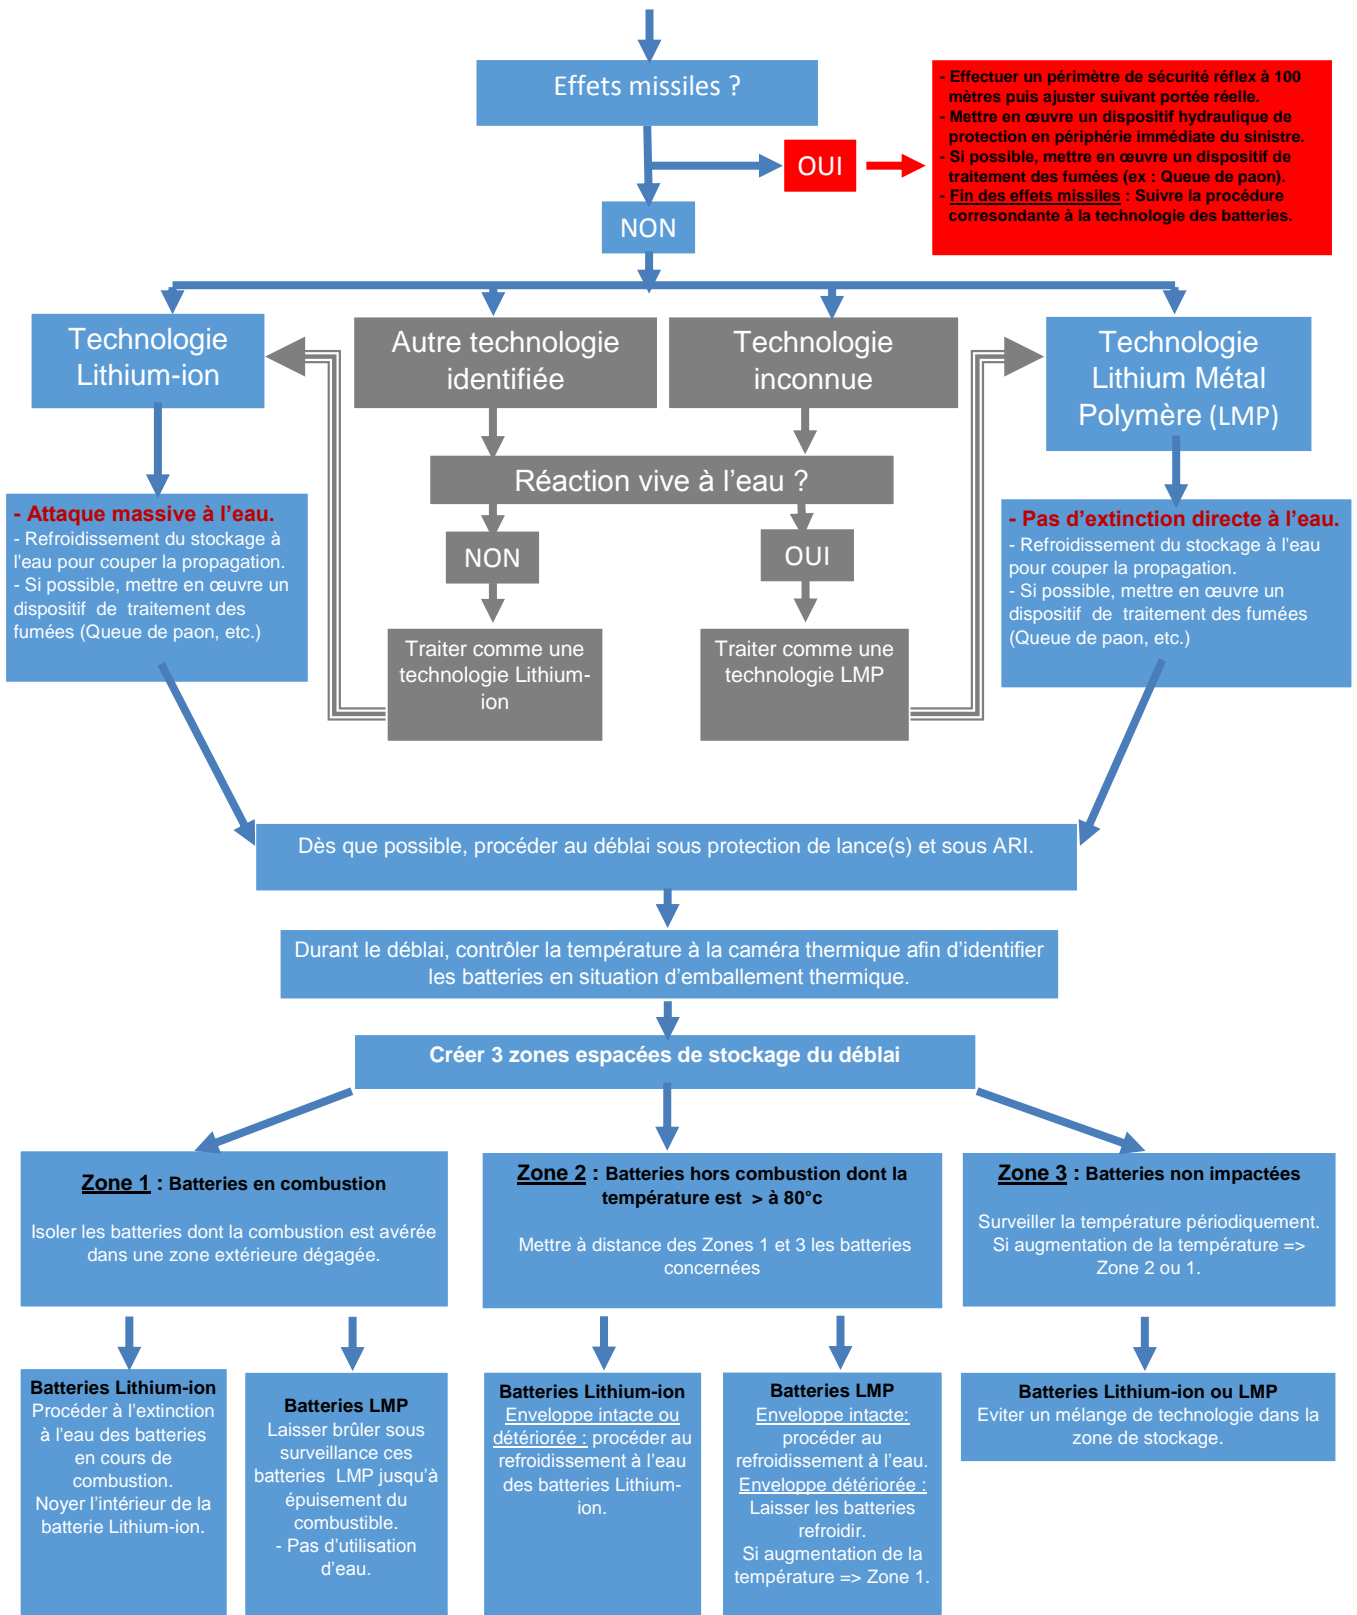 Effets missiles ?
- Effectuer un périmètre de sécurité réflex à 100
mètres puis ajuster suivant portée réelle.
- Mettre en œuvre un dispositif hydraulique de
protection en périphérie immédiate du sinistre.
- Si possible, mettre en œuvre un dispositif de
traitement des fumées (ex : Queue de paon).
- Fin des effets missiles : Suivre la procédure
corresondante à la technologie des batteries.
OUI
NON
Technologie
Lithium-ion
Autre technologie
identifiée
Technologie
inconnue
Technologie
Lithium Métal
Polymère (LMP)
Réaction vive à l’eau ?
- Attaque massive à l’eau.
- Refroidissement du stockage à
l'eau pour couper la propagation.
- Si possible, mettre en œuvre un
dispositif de traitement des
fumées (Queue de paon, etc.)
NON
OUI
- Pas d’extinction directe à l’eau.
- Refroidissement du stockage à l'eau
pour couper la propagation.
- Si possible, mettre en œuvre un
dispositif de traitement des fumées
(Queue de paon, etc.)
Traiter comme une
technologie Lithium-
ion
Traiter comme une
technologie LMP
Dès que possible, procéder au déblai sous protection de lance(s) et sous ARI.
Durant le déblai, contrôler la température à la caméra thermique afin d’identifier
les batteries en situation d’emballement thermique.
Créer 3 zones espacées de stockage du déblai
Zone 1 : Batteries en combustion
Isoler les batteries dont la combustion est avérée
dans une zone extérieure dégagée.
Zone 2 : Batteries hors combustion dont la
température est > à 80°c
Mettre à distance des Zones 1 et 3 les batteries
concernées
Zone 3 : Batteries non impactées
Surveiller la température périodiquement.
Si augmentation de la température =>
Zone 2 ou 1.
Batteries Lithium-ion
Procéder à l'extinction
à l'eau des batteries
en cours de
combustion.
Noyer l’intérieur de la
batterie Lithium-ion.
Batteries LMP
Laisser brûler sous
surveillance ces
batteries LMP jusqu’à
épuisement du
combustible.
- Pas d’utilisation
d’eau.
Batteries Lithium-ion
Enveloppe intacte ou
détériorée : procéder au
refroidissement à l'eau
des batteries Lithium-
ion.
Batteries LMP
Enveloppe intacte:
procéder au
refroidissement à l'eau.
Enveloppe détériorée :
Laisser les batteries
refroidir.
Si augmentation de la
température => Zone 1.
Batteries Lithium-ion ou LMP
Eviter un mélange de technologie dans la
zone de stockage.